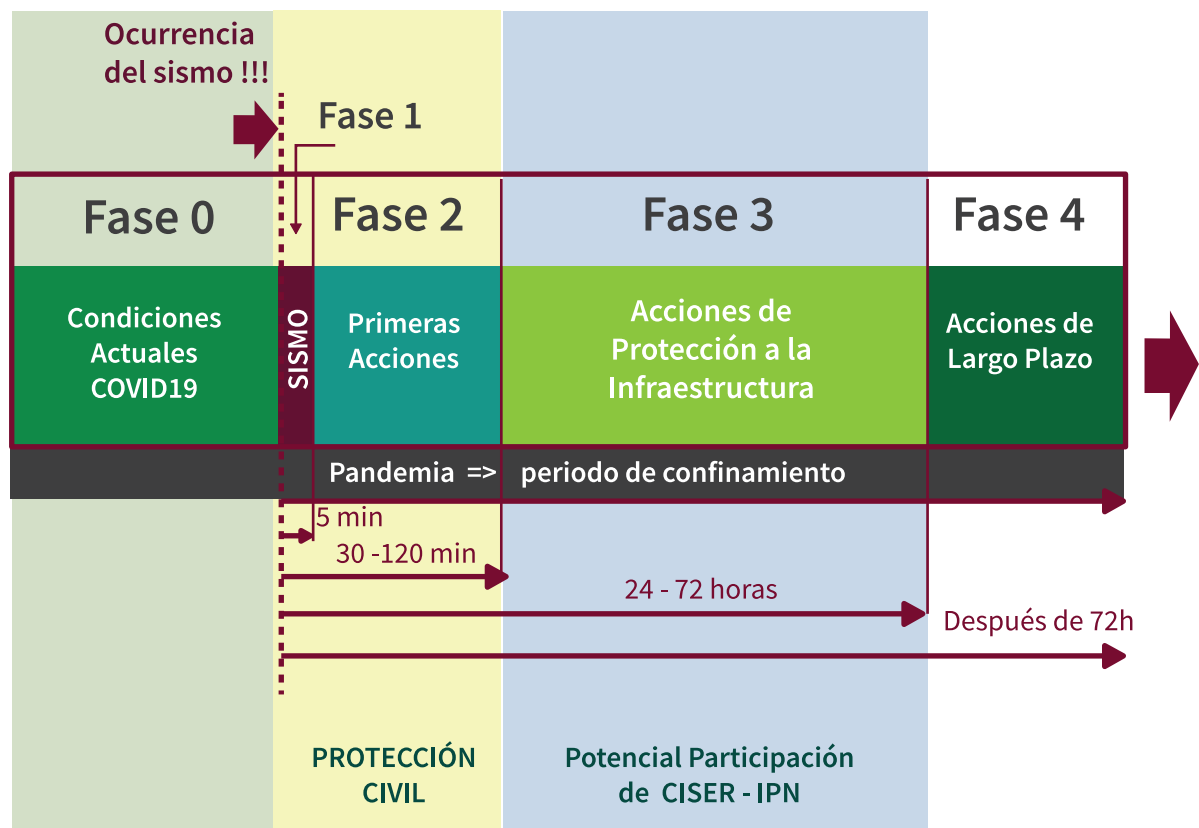 Ocurrencia
del sismo !!!
Fase 1
Fase 0
Fase 2
Fase 3
Fase 4
Condiciones
Actuales
COVID19
SISMO
Primeras
Acciones
Acciones de
Protección a la
Infraestructura
Acciones de
Largo Plazo
Pandemia => periodo de confinamiento
5 min
30 -120 min
24 - 72 horas
Después de 72h
PROTECCIÓN
CIVIL
Potencial Participación
de CISER - IPN